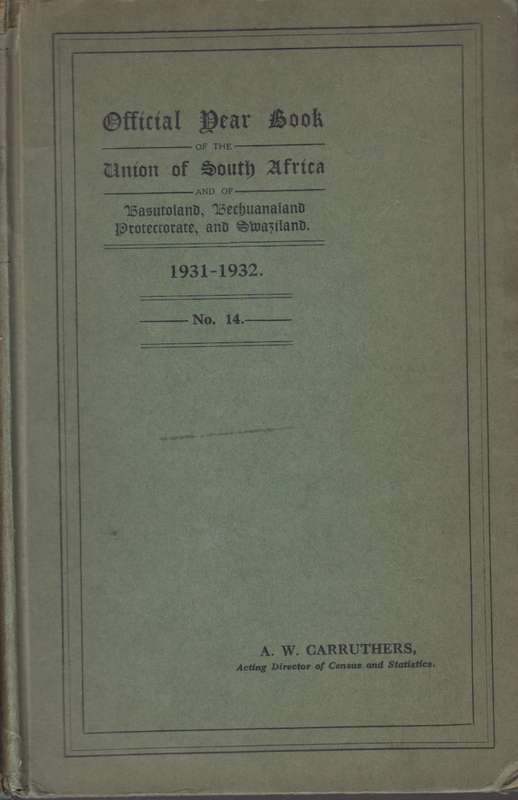 Official Year Book
OF THE
Union of South Africa
AND OF
Basutoland, Bechuanaland
Protectorate, and Swaziland.
1931-1932.
No. 14.
A. W. CARRUTHERS,
Acting Director of Census and Statistics.